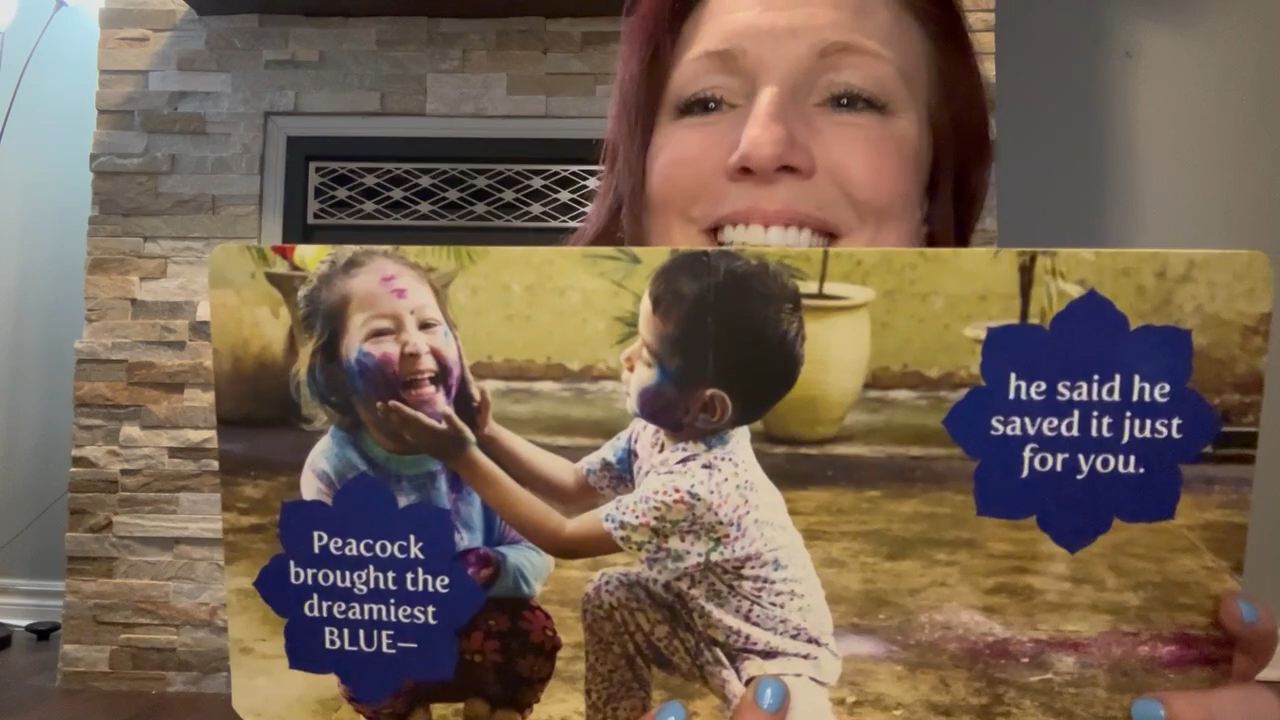 Peacock
brought the
dreamiest
BLUE—
he said he
saved it just
for you.